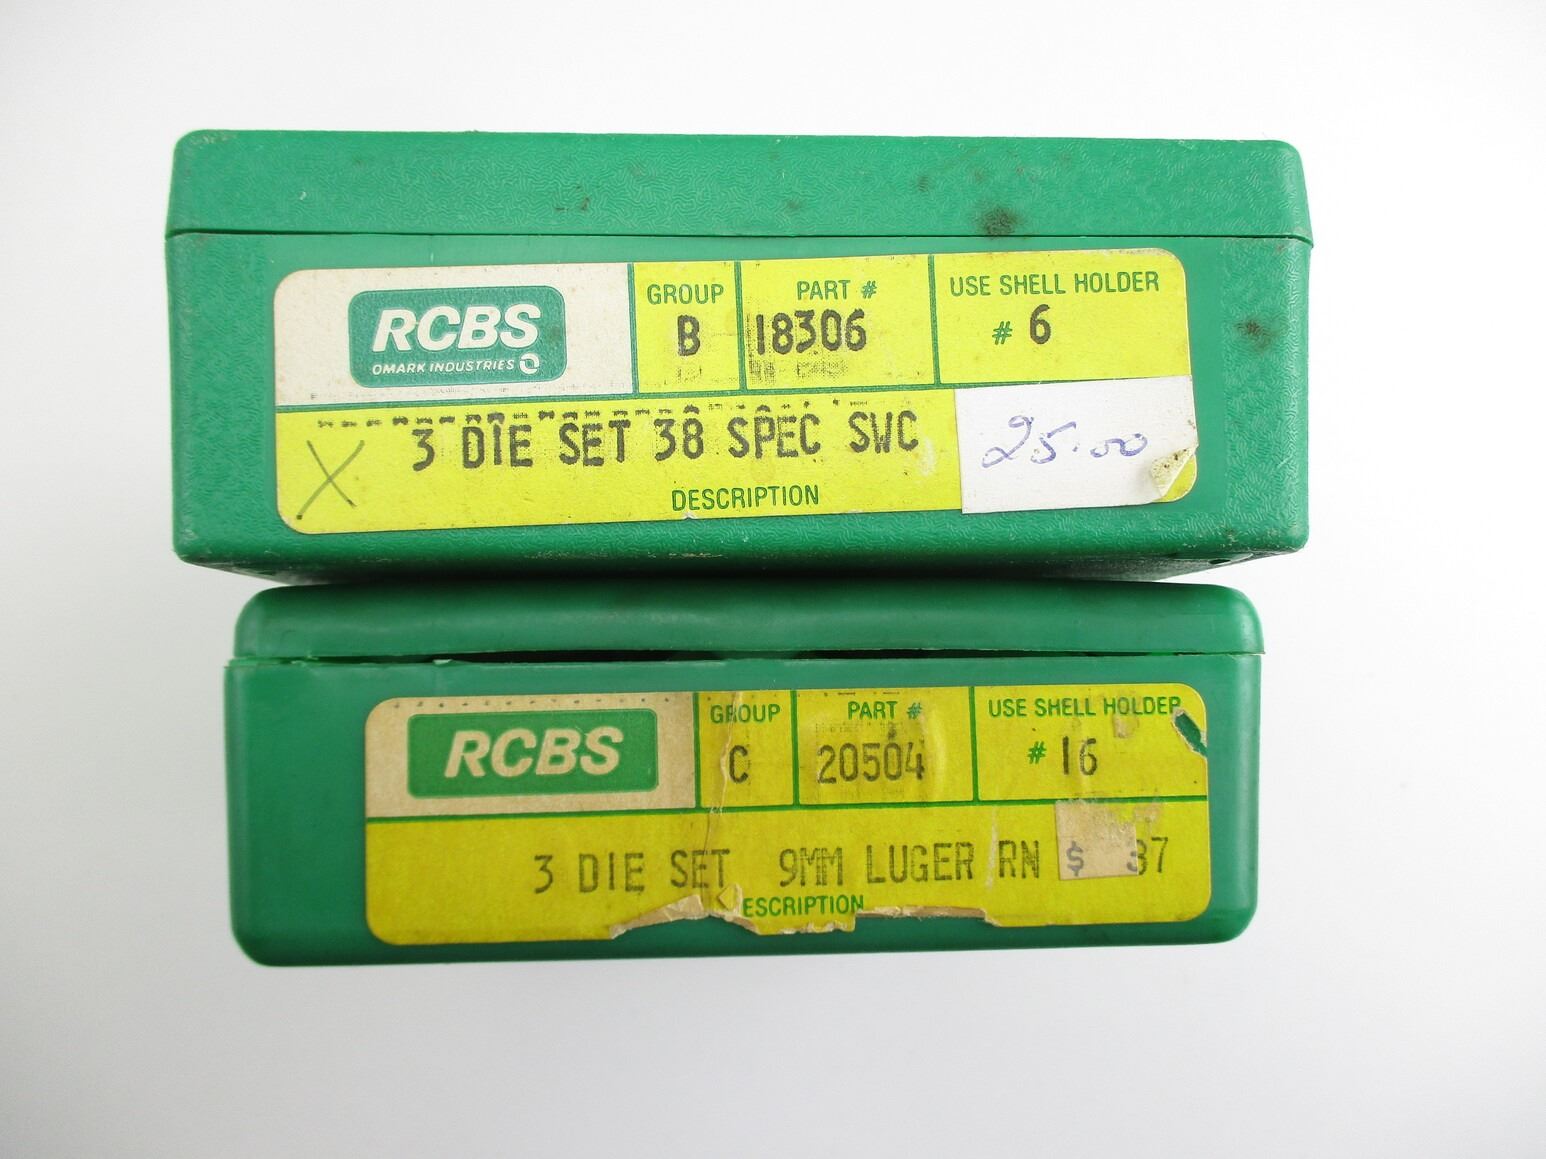 RCBS
OMARK INDUSTRIES
GROUP
B
PART #
18306
USE SHELL HOLDER
# 6
X 3 DIE SET 38 SPEC SWC
25.00
DESCRIPTION
RCBS
GROUP
C
PART #
20504
USE SHELL HOLDER
# 16
3 DIE SET 9MM LUGER RN $ 37
ESCRIPTION